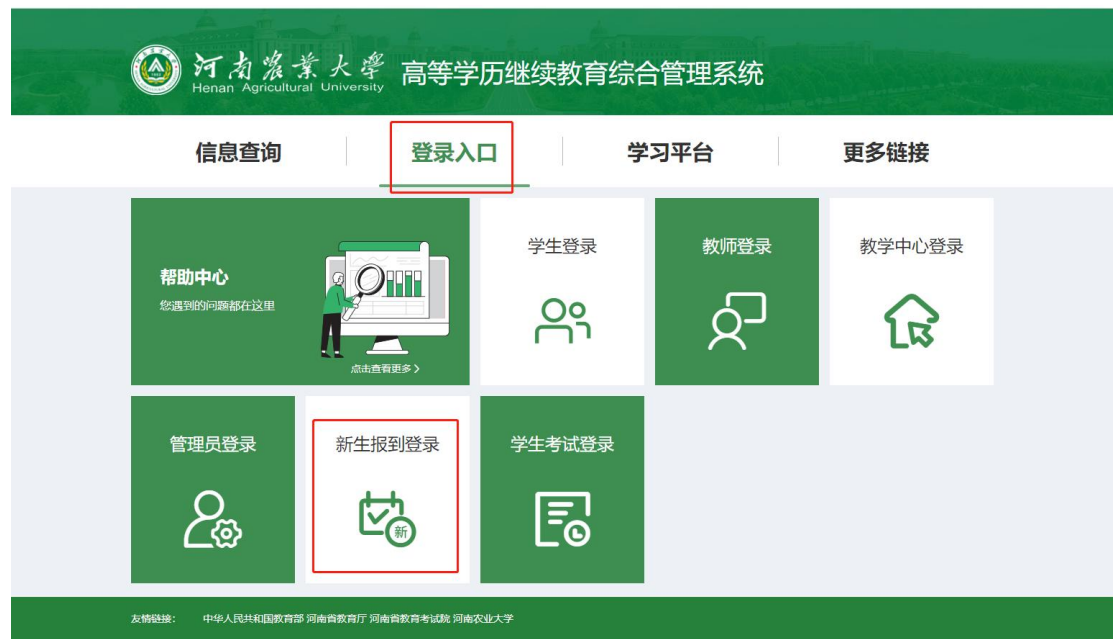 河南农业大学 高等学历继续教育综合管理系统
Henan Agricultural University
信息查询 登录入口 学习平台 更多链接
帮助中心
您遇到的问题都在这里
点击查看更多 >
学生登录
教师登录
教学中心登录
管理员登录
新生报到登录
新
学生考试登录
友情链接： 中华人民共和国教育部 河南省教育厅 河南省教育考试院 河南农业大学